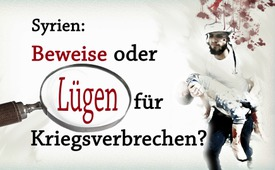 Syrien:
Beweise oder
Lügen für
Kriegsverbrechen?